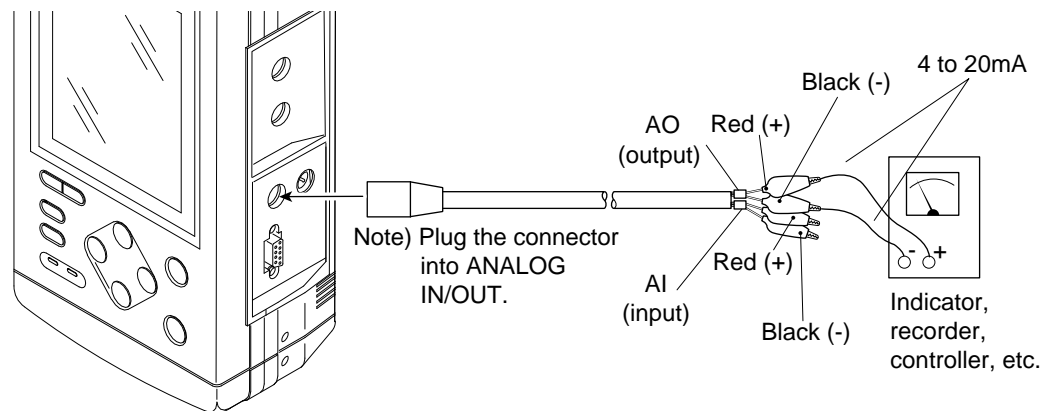 4 to 20mA
Black (-)
AO
(output)
Red (+)
Note) Plug the connector
into ANALOG
IN/OUT.
Red (+)
AI
(input)
Black (-)
- +
Indicator,
recorder,
controller, etc.